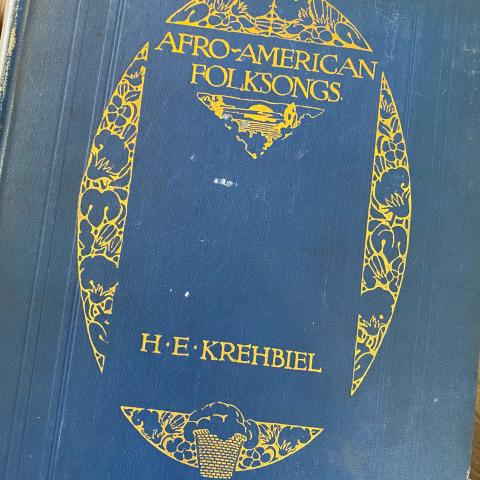 AFRO-AMERICAN
FOLKSONGS.
H·E·KREHBIEL